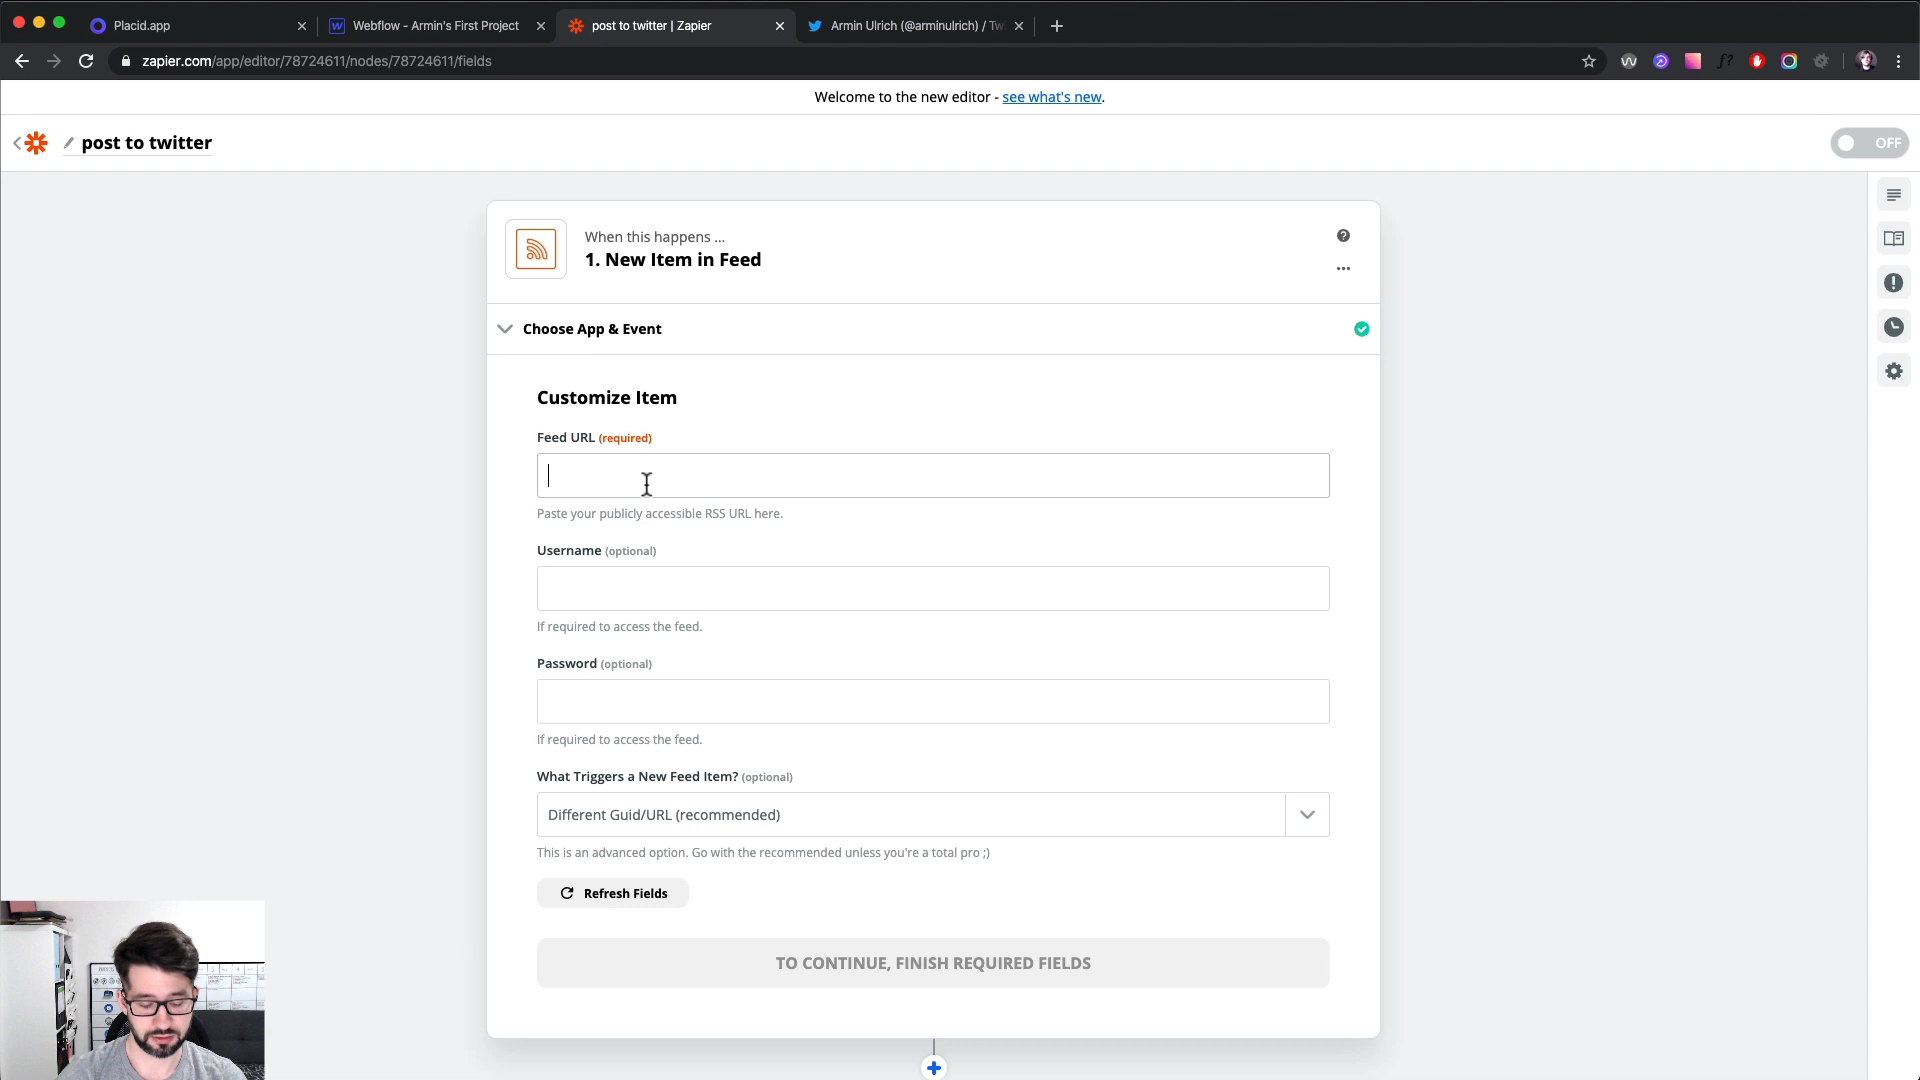 Placid.app
Webflow - Armin's First Project
post to twitter | Zapier
Armin Ulrich (@arminulrich) / Tw
zapier.com/app/editor/78724611/nodes/78724611/fields
f?
Welcome to the new editor - see what's new.
post to twitter
OFF
When this happens ...
1. New Item in Feed
Choose App & Event
Customize Item
Feed URL (required)
Paste your publicly accessible RSS URL here.
Username (optional)
If required to access the feed.
Password (optional)
If required to access the feed.
What Triggers a New Feed Item? (optional)
Different Guid/URL (recommended)
This is an advanced option. Go with the recommended unless you're a total pro ;)
Refresh Fields
TO CONTINUE, FINISH REQUIRED FIELDS